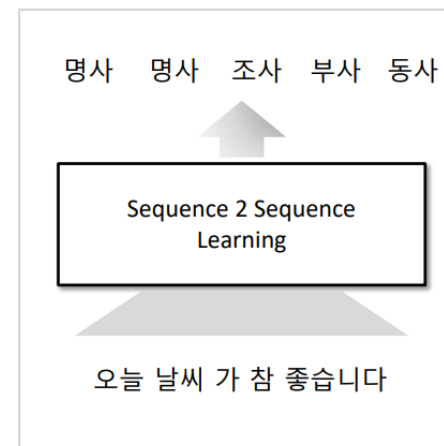 명사 명사 조사 부사 동사
Sequence 2 Sequence
Learning
오늘 날씨 가 참 좋습니다